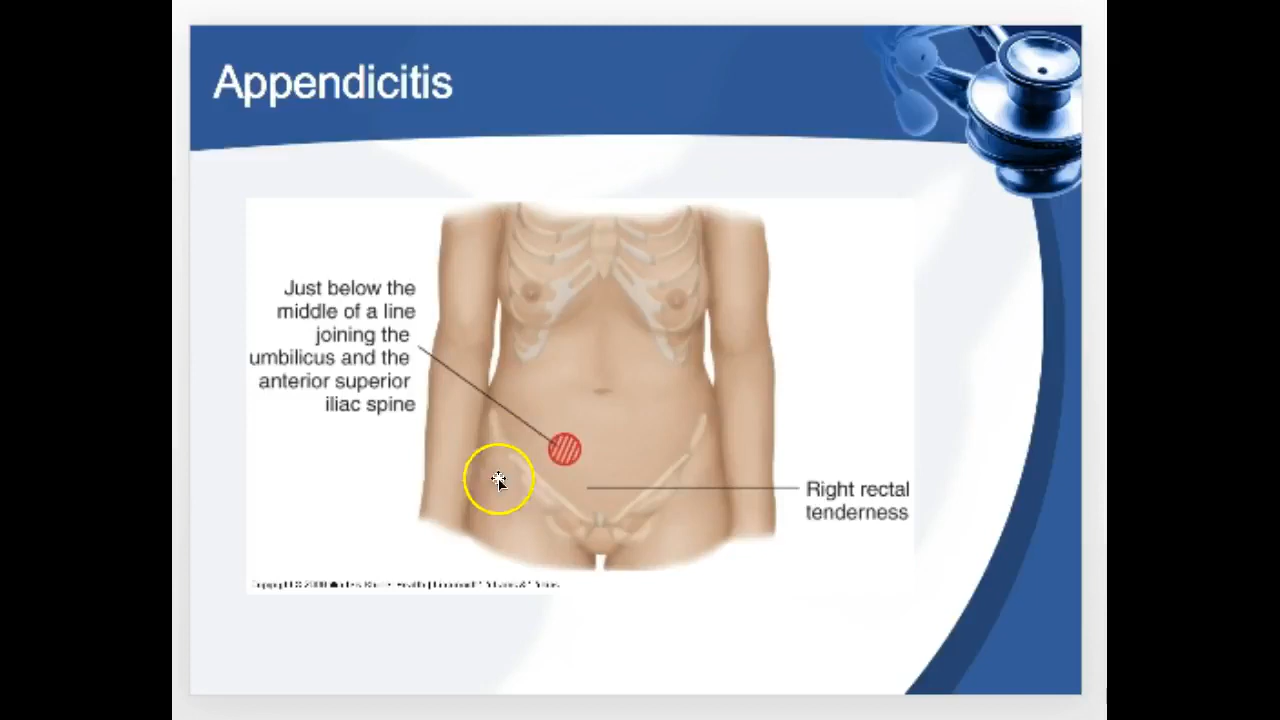 Appendicitis
Just below the
middle of a line
joining the
umbilicus and the
anterior superior
iliac spine
Right rectal
tenderness